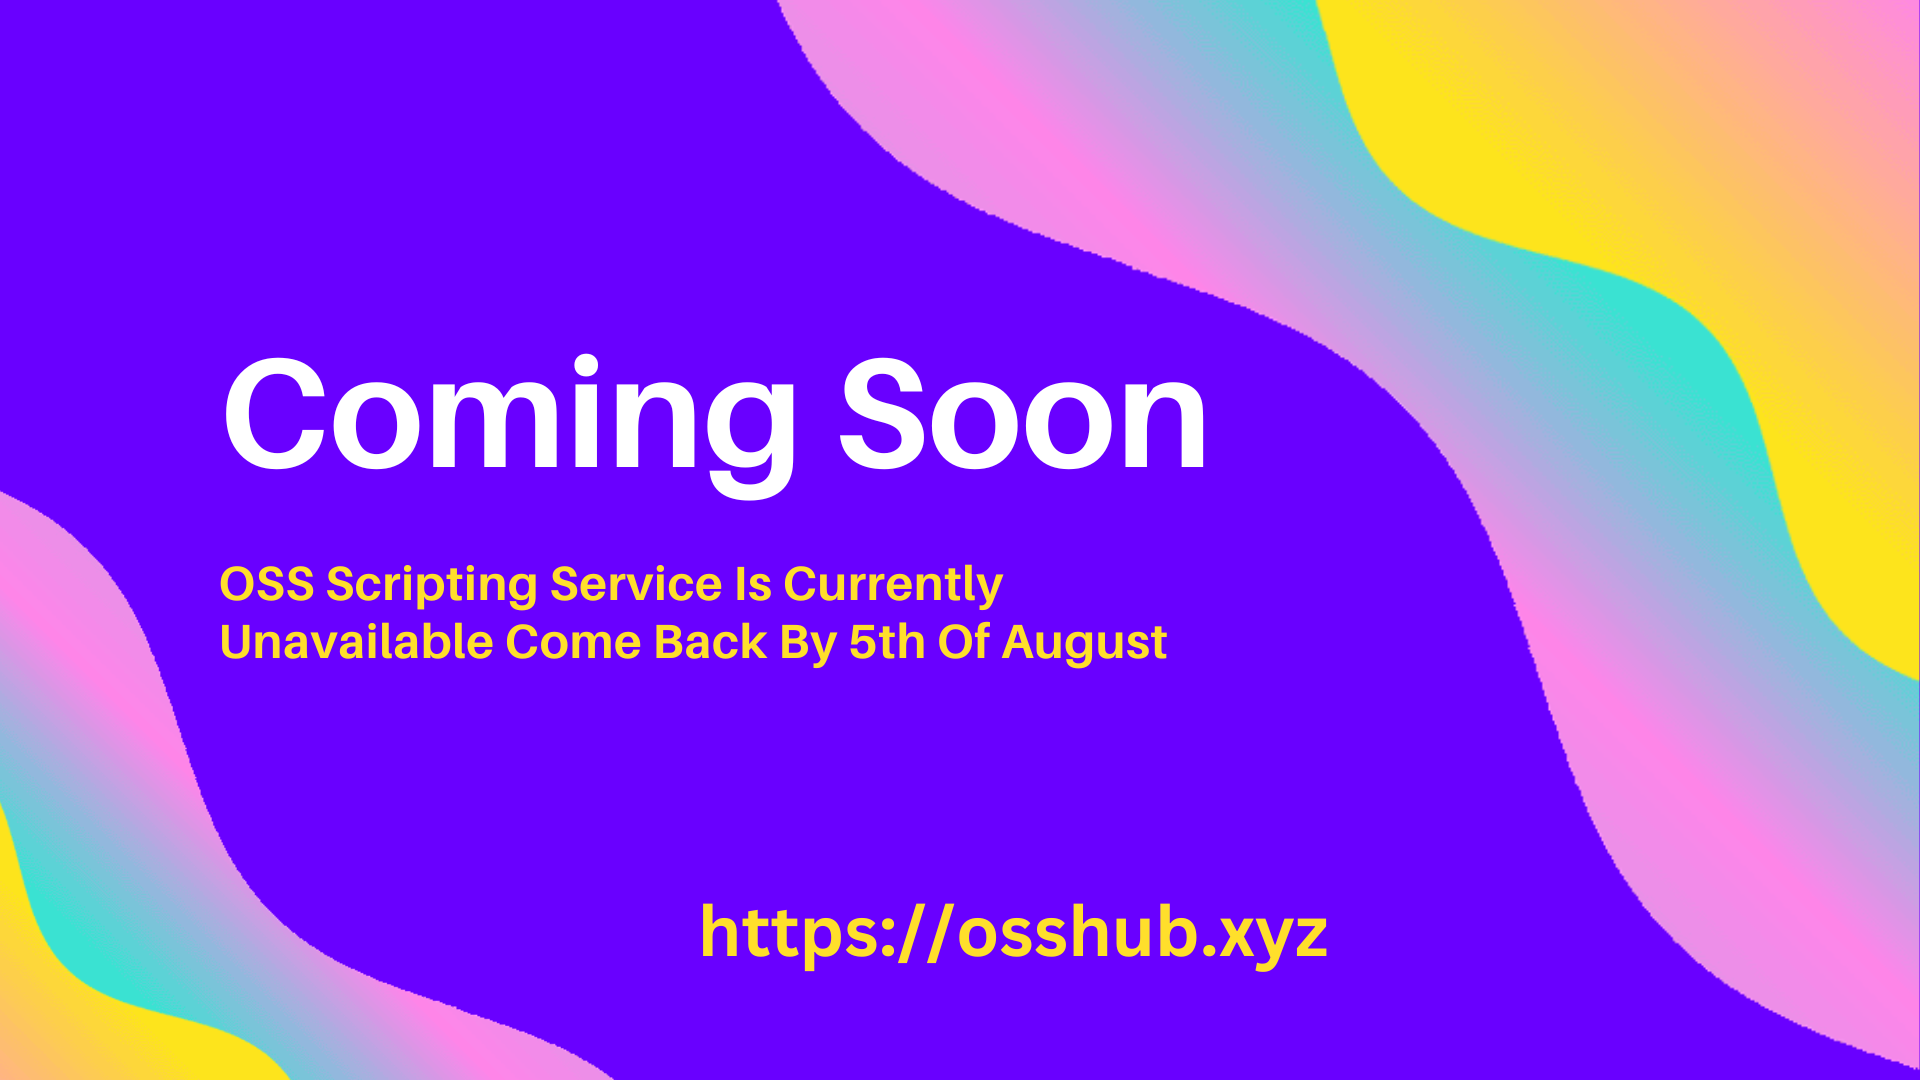 Coming Soon
OSS Scripting Service Is Currently
Unavailable Come Back By 5th Of August
https://osshub.xyz